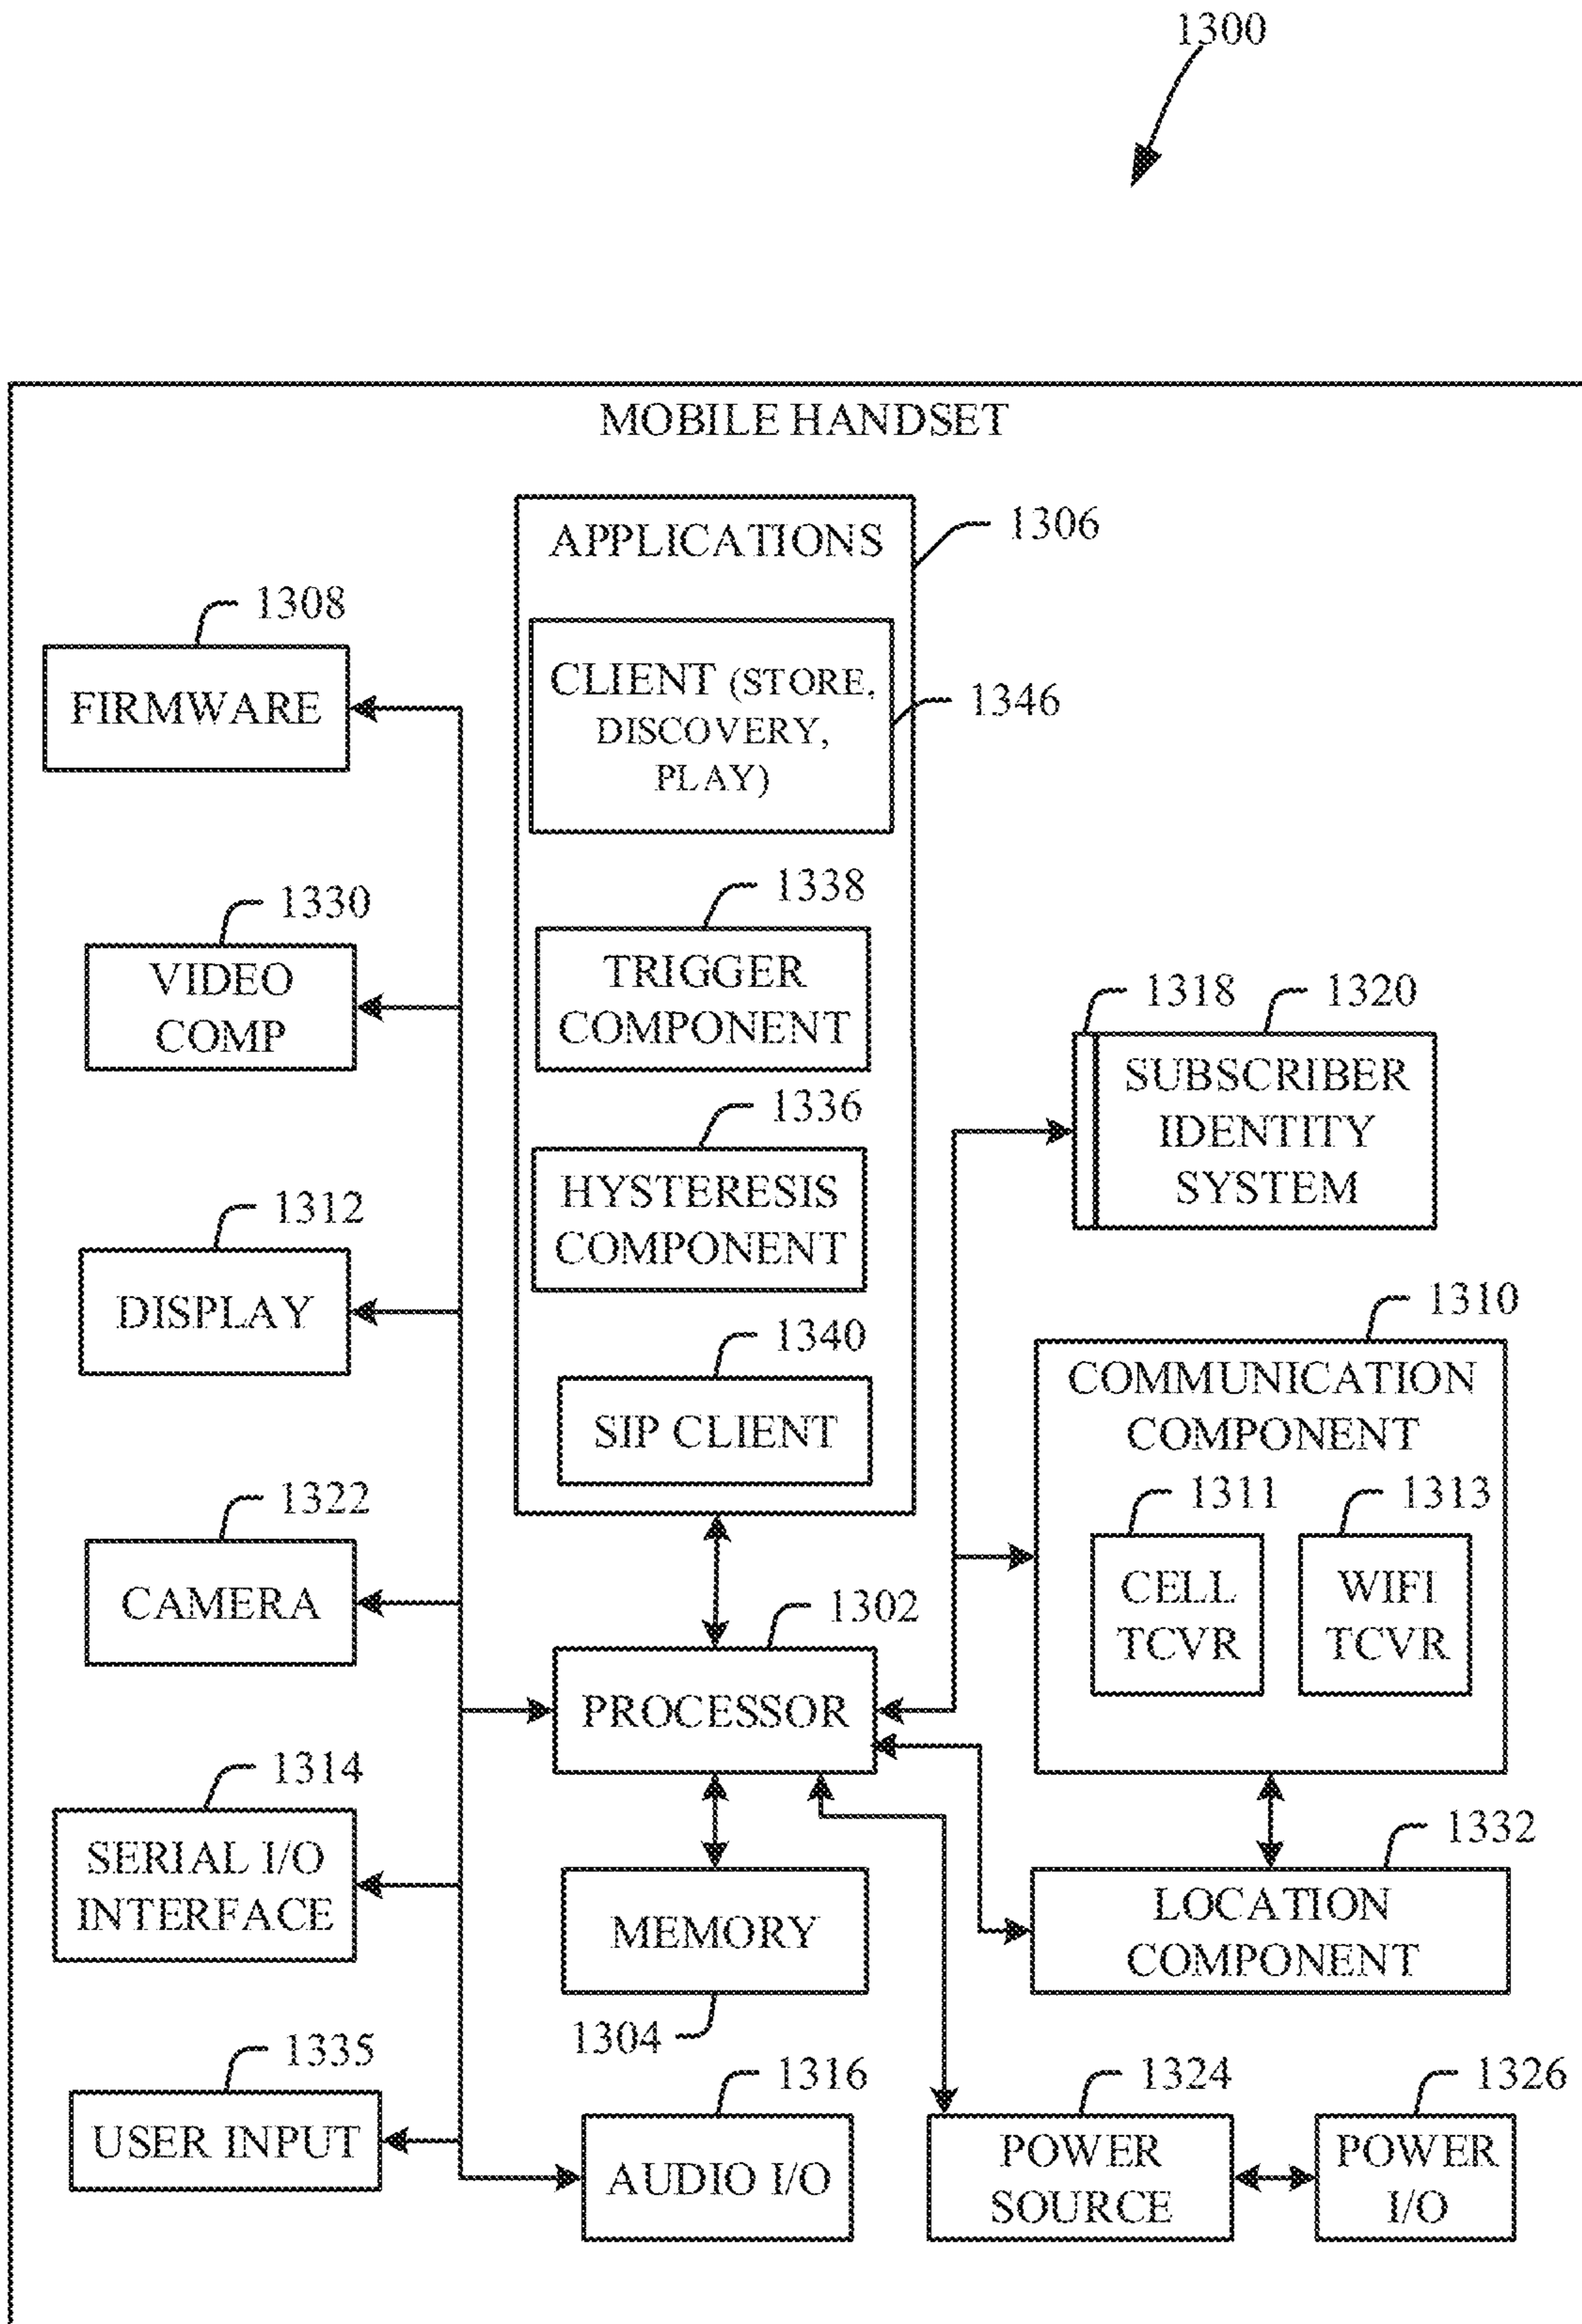 1300
MOBILE HANDSET
APPLICATIONS
1306
CLIENT (STORE,
DISCOVERY,
PLAY)
1346
1338
TRIGGER
COMPONENT
1336
HYSTERESIS
COMPONENT
1340
SIP CLIENT
1308
FIRMWARE
1330
VIDEO
COMP
1312
DISPLAY
1322
CAMERA
1314
SERIAL I/O
INTERFACE
1335
USER INPUT
1302
PROCESSOR
MEMORY
1304
1316
AUDIO I/O
1318
1320
SUBSCRIBER
IDENTITY
SYSTEM
1310
COMMUNICATION
COMPONENT
1311
CELL
TCVR
1313
WIFI
TCVR
1332
LOCATION
COMPONENT
1324
POWER
SOURCE
1326
POWER
I/O